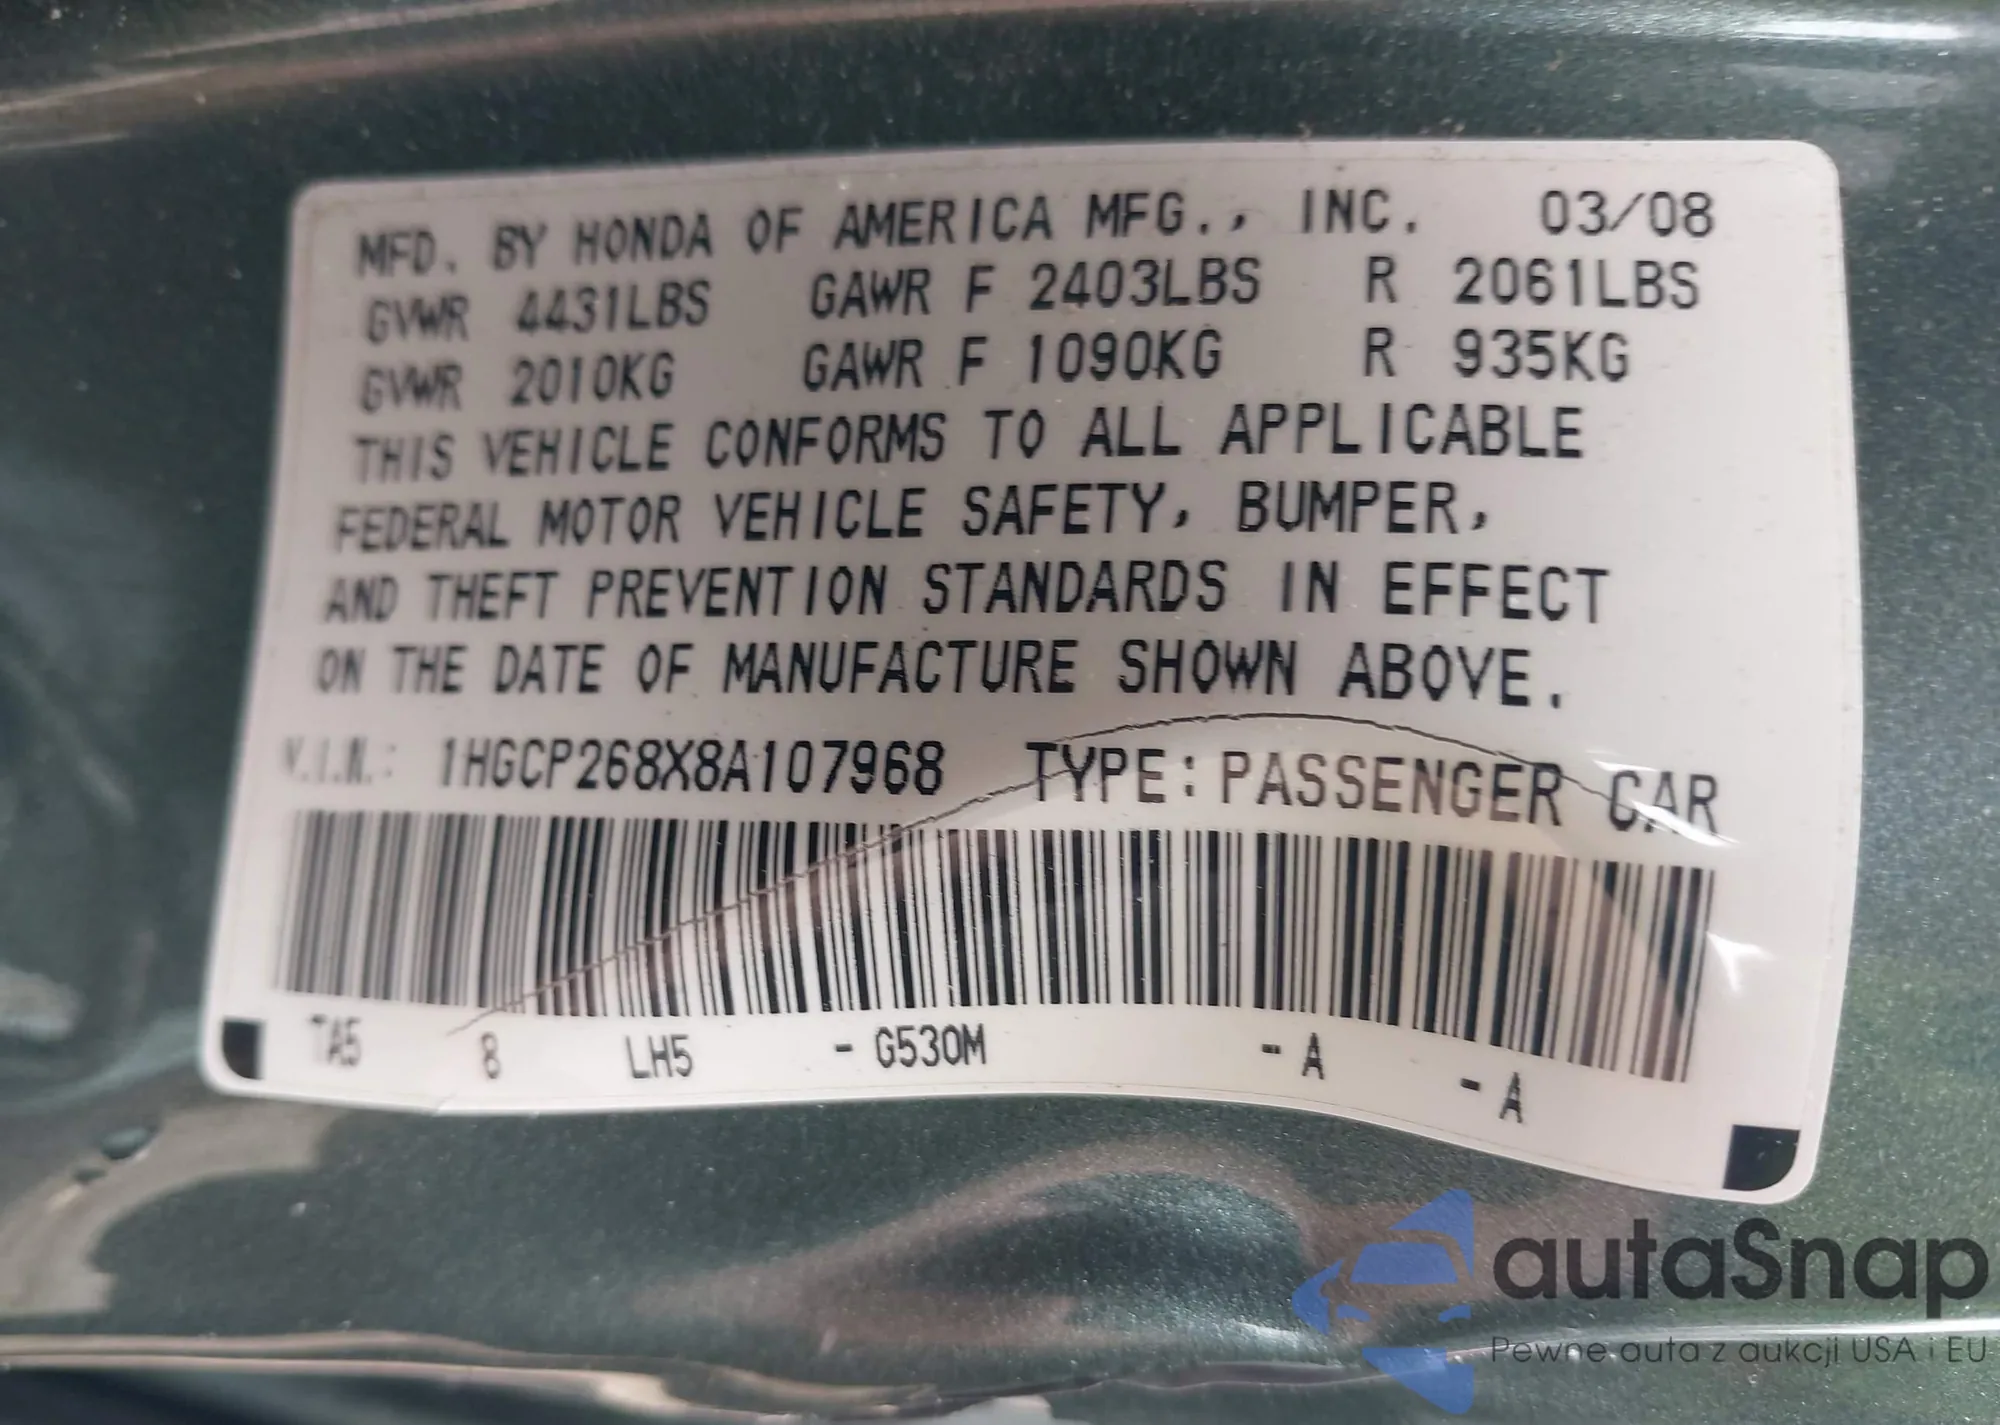 MFD. BY HONDA OF AMERICA MFG., INC. 03/08
GVWR 4431LBS GAWR F 2403LBS R 2061LBS
GVWR 2010KG GAWR F 1090KG R 935KG
THIS VEHICLE CONFORMS TO ALL APPLICABLE
FEDERAL MOTOR VEHICLE SAFETY, BUMPER,
AND THEFT PREVENTION STANDARDS IN EFFECT
ON THE DATE OF MANUFACTURE SHOWN ABOVE.
V.I.N.: 1HGCP268X8A107968 TYPE: PASSENGER CAR
TA5 8 LH5 - G530M - A - A
autaSnap
Pewne auta z aukcji USA i EU